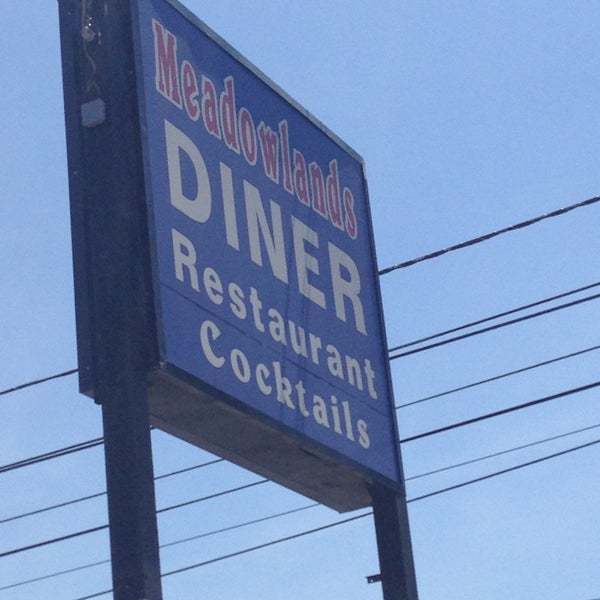 Meadowlands
DINER
Restaurant
Cocktails